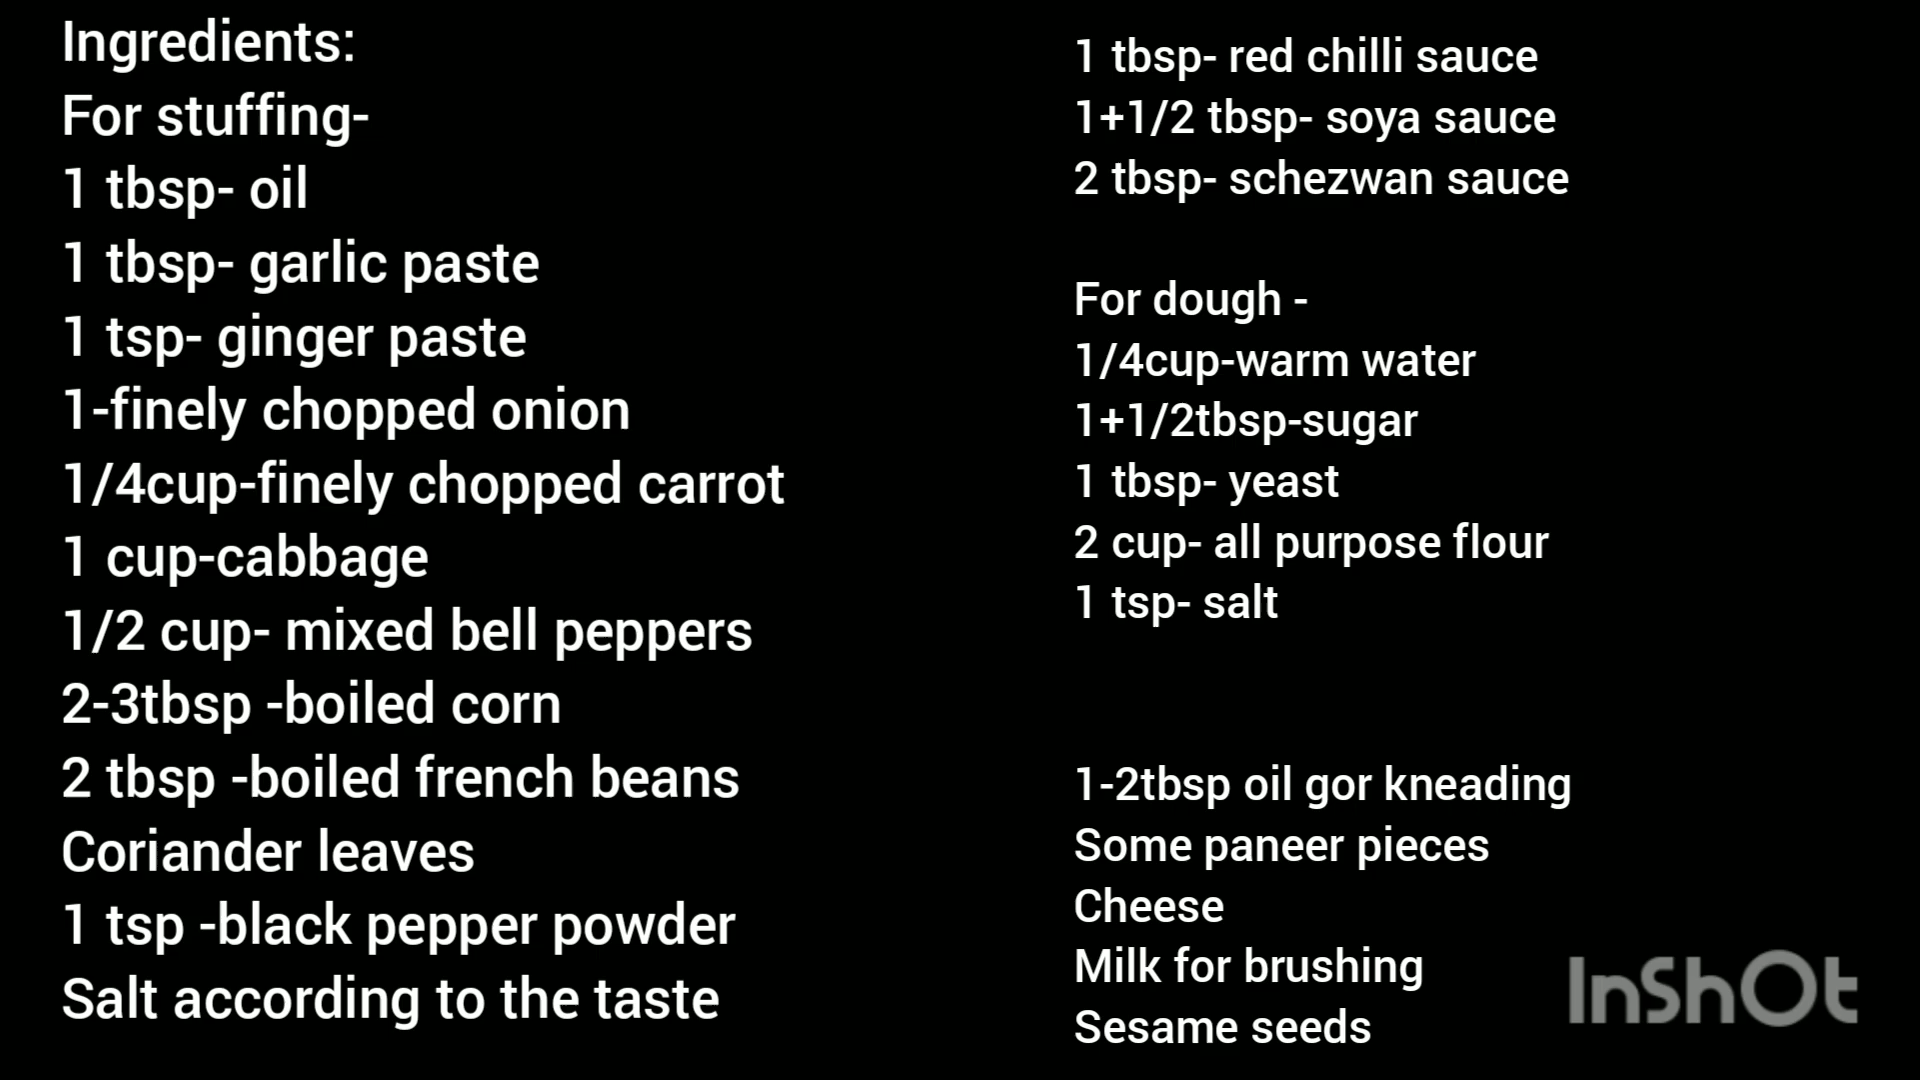 Ingredients:
For stuffing-
1 tbsp- oil
1 tbsp- garlic paste
1 tsp- ginger paste
1-finely chopped onion
1/4cup-finely chopped carrot
1 cup-cabbage
1/2 cup- mixed bell peppers
2-3tbsp -boiled corn
2 tbsp -boiled french beans
Coriander leaves
1 tsp -black pepper powder
Salt according to the taste
1 tbsp- red chilli sauce
1+1/2 tbsp- soya sauce
2 tbsp- schezwan sauce
For dough -
1/4cup-warm water
1+1/2tbsp-sugar
1 tbsp- yeast
2 cup- all purpose flour
1 tsp- salt
1-2tbsp oil gor kneading
Some paneer pieces
Cheese
Milk for brushing
Sesame seeds
InShOt